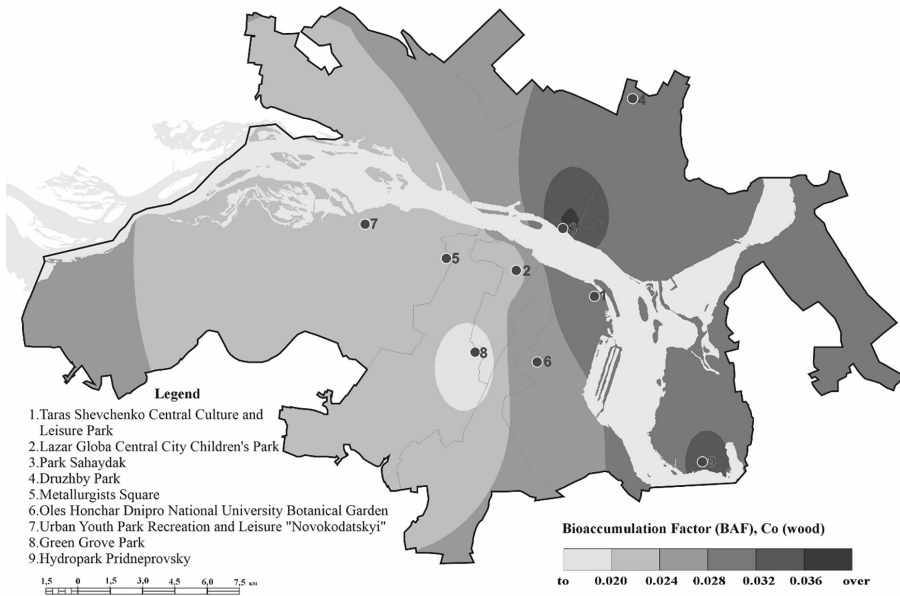 4
3
7
5
2
1
8
6
9
Legend
1.Taras Shevchenko Central Culture and
Leisure Park
2.Lazar Globa Central City Children's Park
3.Park Sahaydak
4.Druzhby Park
5.Metallurgists Square
6.Oles Honchar Dnipro National University Botanical Garden
7.Urban Youth Park Recreation and Leisure "Novokodatskyi"
8.Green Grove Park
9.Hydropark Pridneprovsky
1,5 0 1,5 3,0 4,5 6,0 7,5 км
Bioaccumulation Factor (BAF), Co (wood)
to 0.020 0.024 0.028 0.032 0.036 over